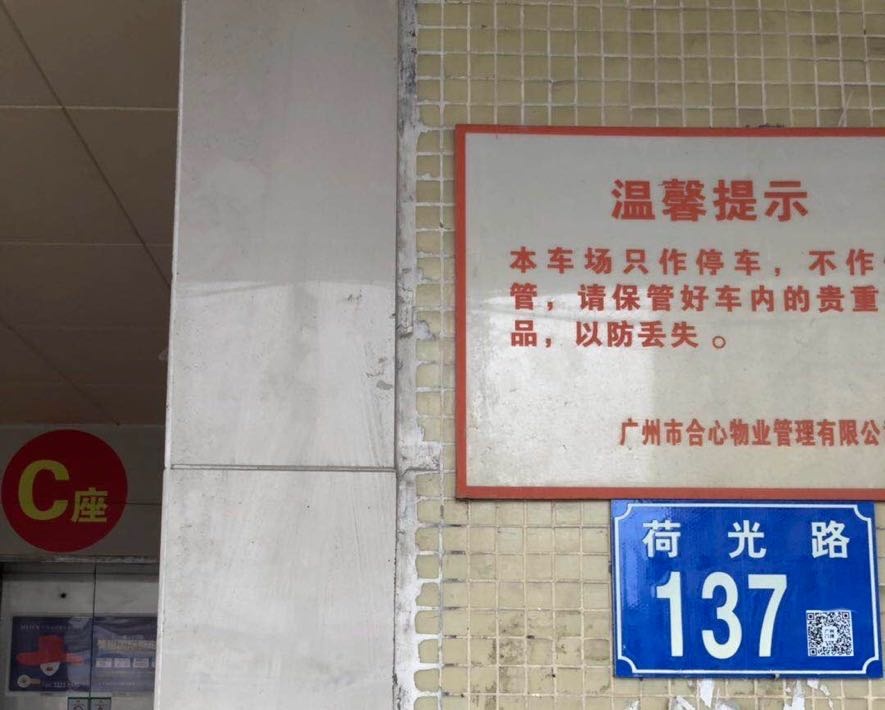 温馨提示
本车场只作停车，不作
管，请保管好车内的贵重
品，以防丢失。
广州市合心物业管理有限公
C座
荷光路
137